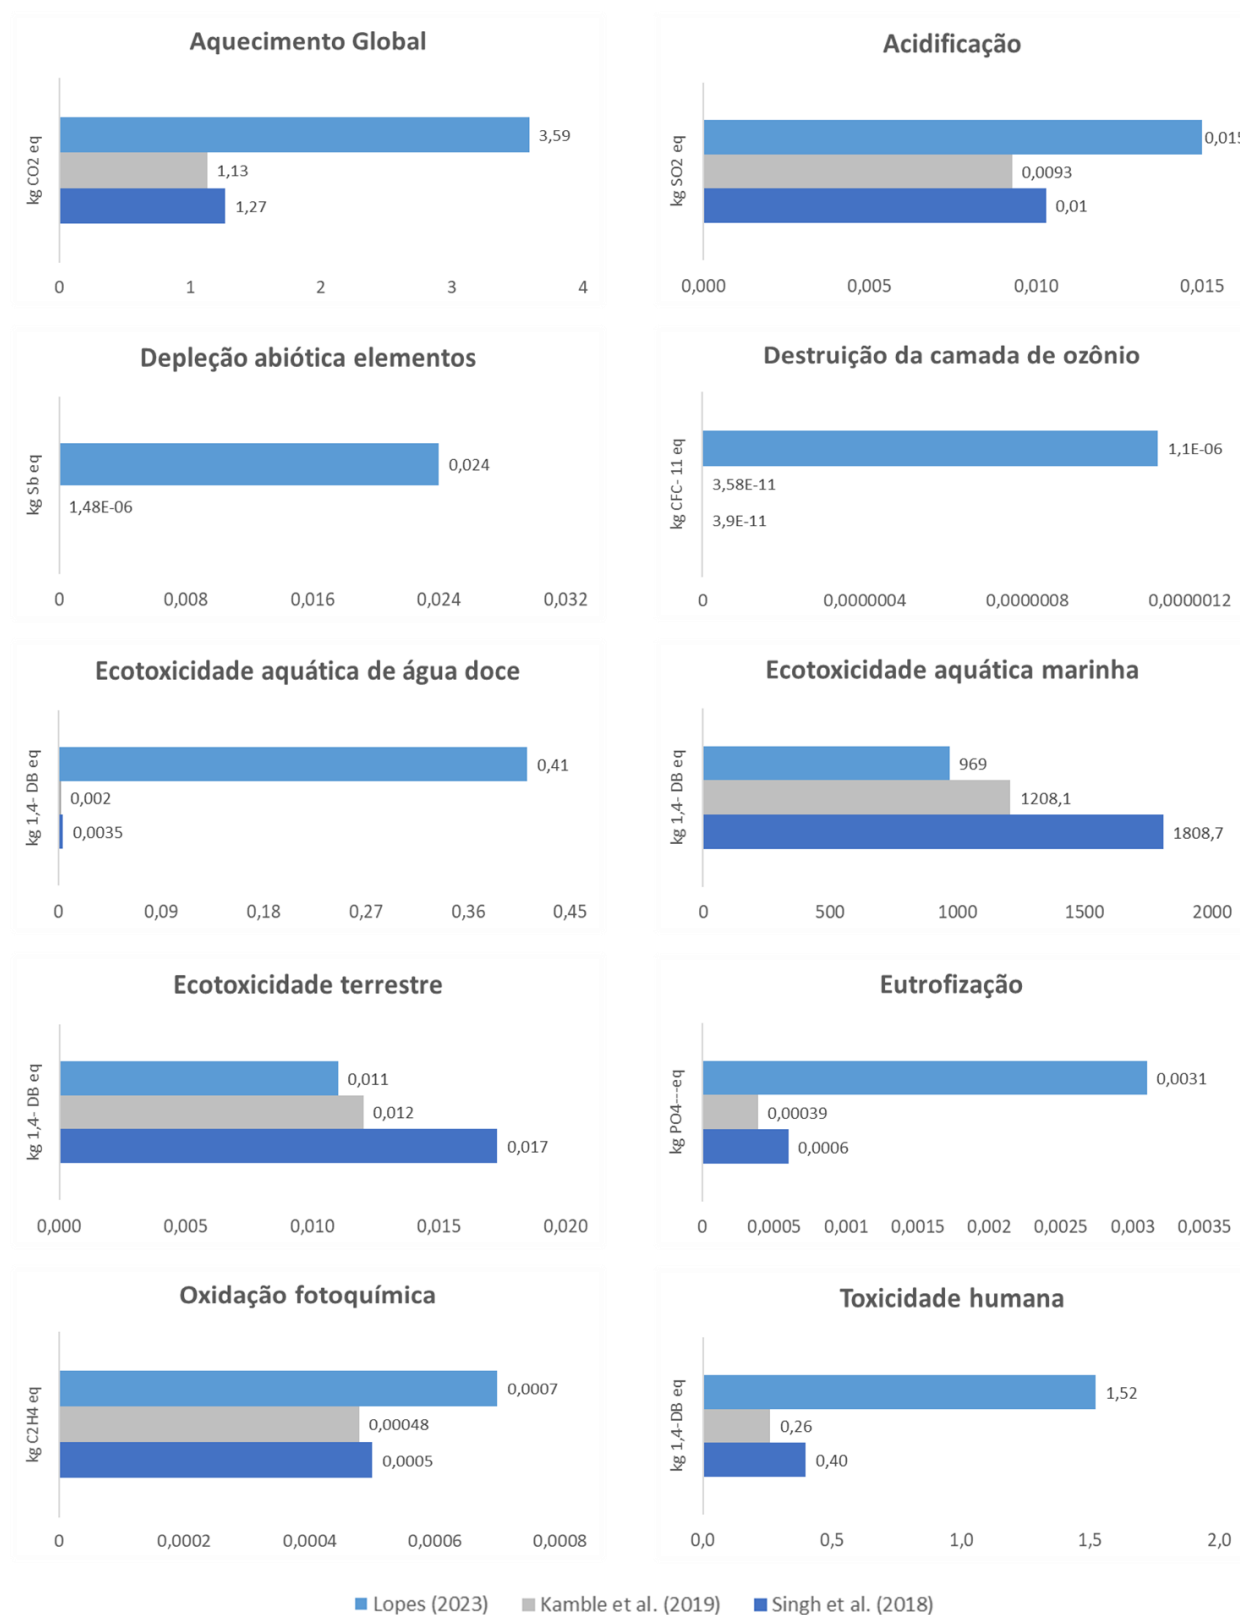 Aquecimento Global
kg CO2 eq
3,59
1,13
1,27
0 1 2 3 4
Acidificação
kg SO2 eq
0,015
0,0093
0,01
0,000 0,005 0,010 0,015
Depleção abiótica elementos
kg Sb eq
0,024
1,48E-06
0 0,008 0,016 0,024 0,032
Destruição da camada de ozônio
kg CFC- 11 eq
1,1E-06
3,58E-11
3,9E-11
0 0,0000004 0,0000008 0,0000012
Ecotoxicidade aquática de água doce
kg 1,4- DB eq
0,41
0,002
0,0035
0 0,09 0,18 0,27 0,36 0,45
Ecotoxicidade aquática marinha
kg 1,4- DB eq
969
1208,1
1808,7
0 500 1000 1500 2000
Ecotoxicidade terrestre
kg 1,4- DB eq
0,011
0,012
0,017
0,000 0,005 0,010 0,015 0,020
Eutrofização
kg PO4---eq
0,0031
0,00039
0,0006
0 0,0005 0,001 0,0015 0,002 0,0025 0,003 0,0035
Oxidação fotoquímica
kg C2H4 eq
0,0007
0,00048
0,0005
0 0,0002 0,0004 0,0006 0,0008
Toxicidade humana
kg 1,4-DB eq
1,52
0,26
0,40
0,0 0,5 1,0 1,5 2,0
Lopes (2023) Kamble et al. (2019) Singh et al. (2018)